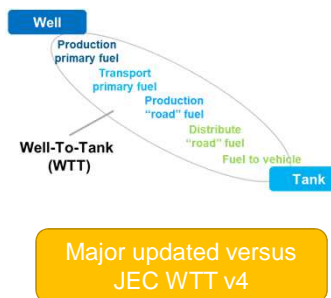 Well
Production
primary fuel
Transport
primary fuel
Production
"road" fuel
Distribute
"road" fuel
Fuel to vehicle
Well-To-Tank
(WTT)
Tank
Major updated versus
JEC WTT v4